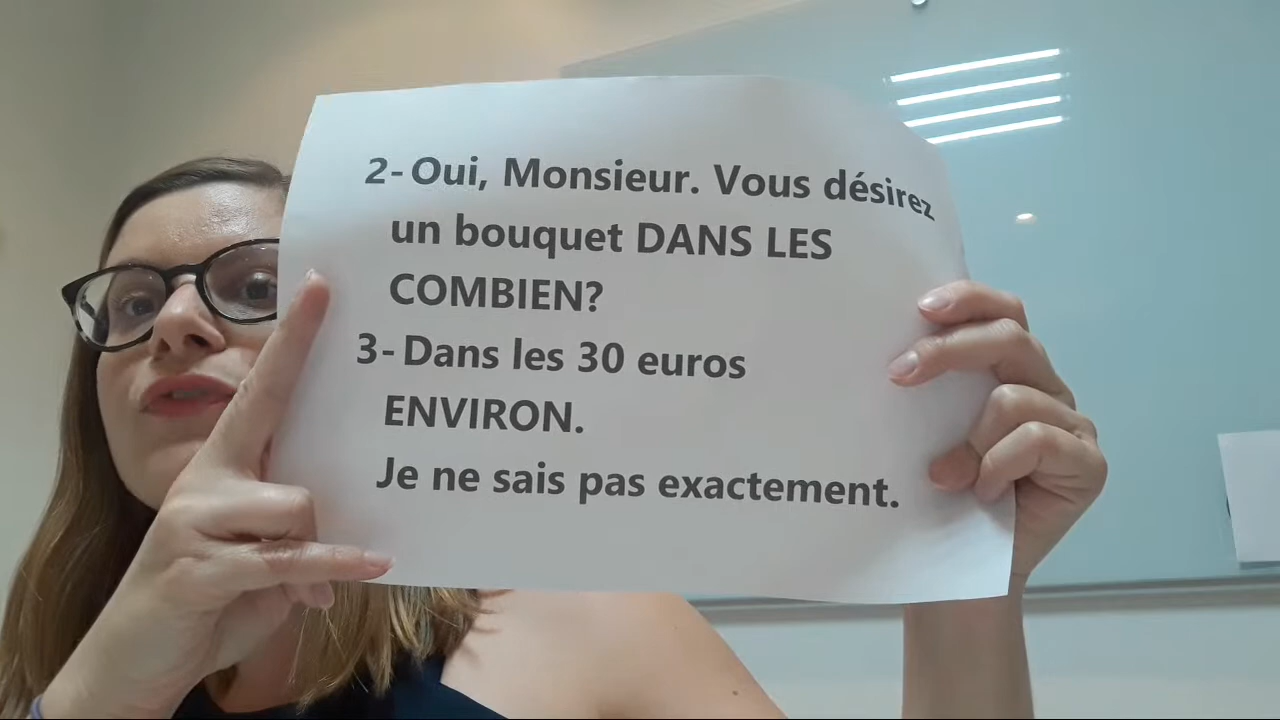 2- Oui, Monsieur. Vous désirez
un bouquet DANS LES
COMBIEN?
3- Dans les 30 euros
ENVIRON.
Je ne sais pas exactement.